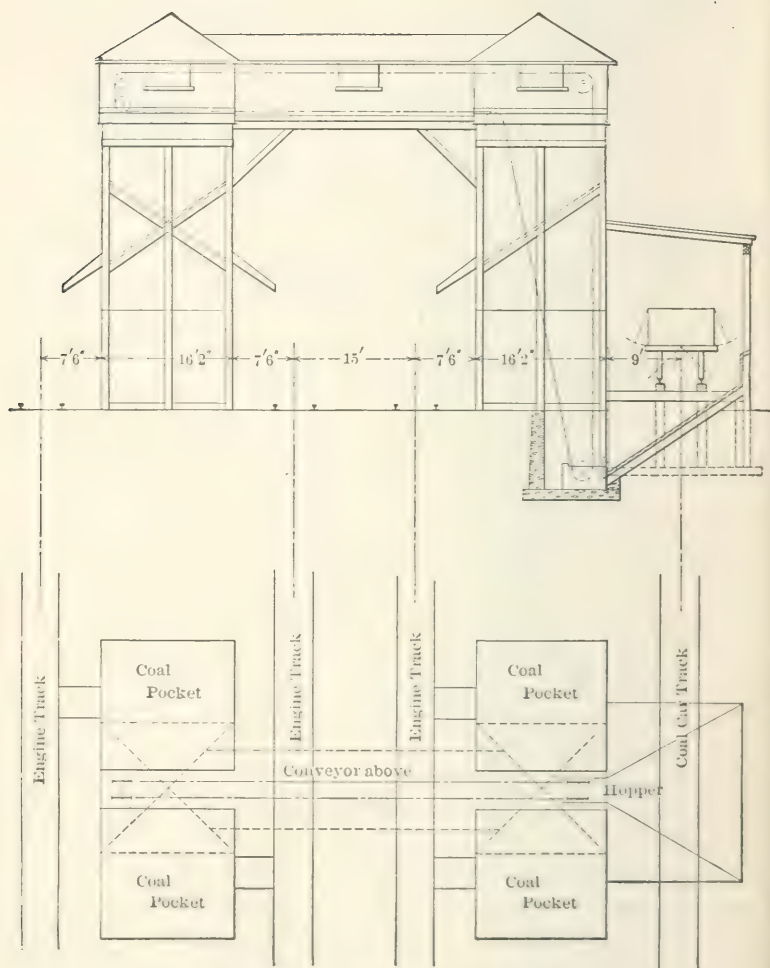 7'6"
16'2"
7'6"
15'
7'6"
16'2"
9'
Engine Track
Coal
Pocket
Engine Track
Engine Track
Coal
Pocket
Coal Car Track
Conveyor above
Hopper
Coal
Pocket
Coal
Pocket